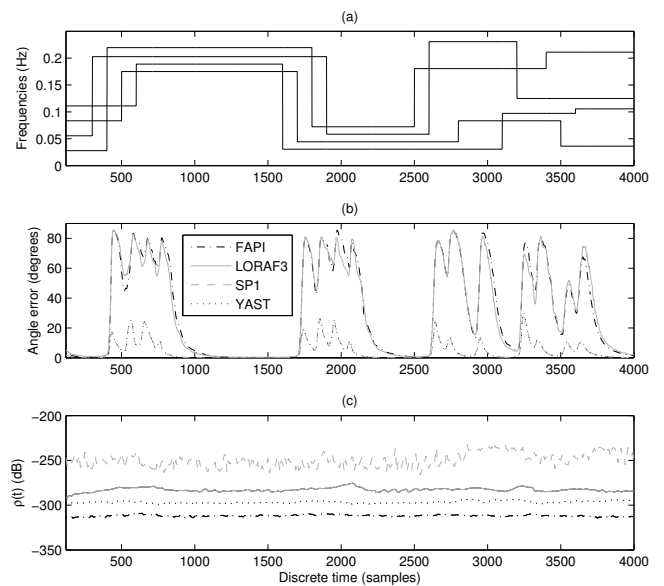 (a)
Frequencies (Hz)
0.2
0.15
0.1
0.05
0
500 1000 1500 2000 2500 3000 3500 4000
(b)
Angle error (degrees)
80
60
40
20
0
FAPI
LORAF3
SP1
YAST
500 1000 1500 2000 2500 3000 3500 4000
(c)
ρ(t) (dB)
−200
−250
−300
−350
500 1000 1500 2000 2500 3000 3500 4000
Discrete time (samples)